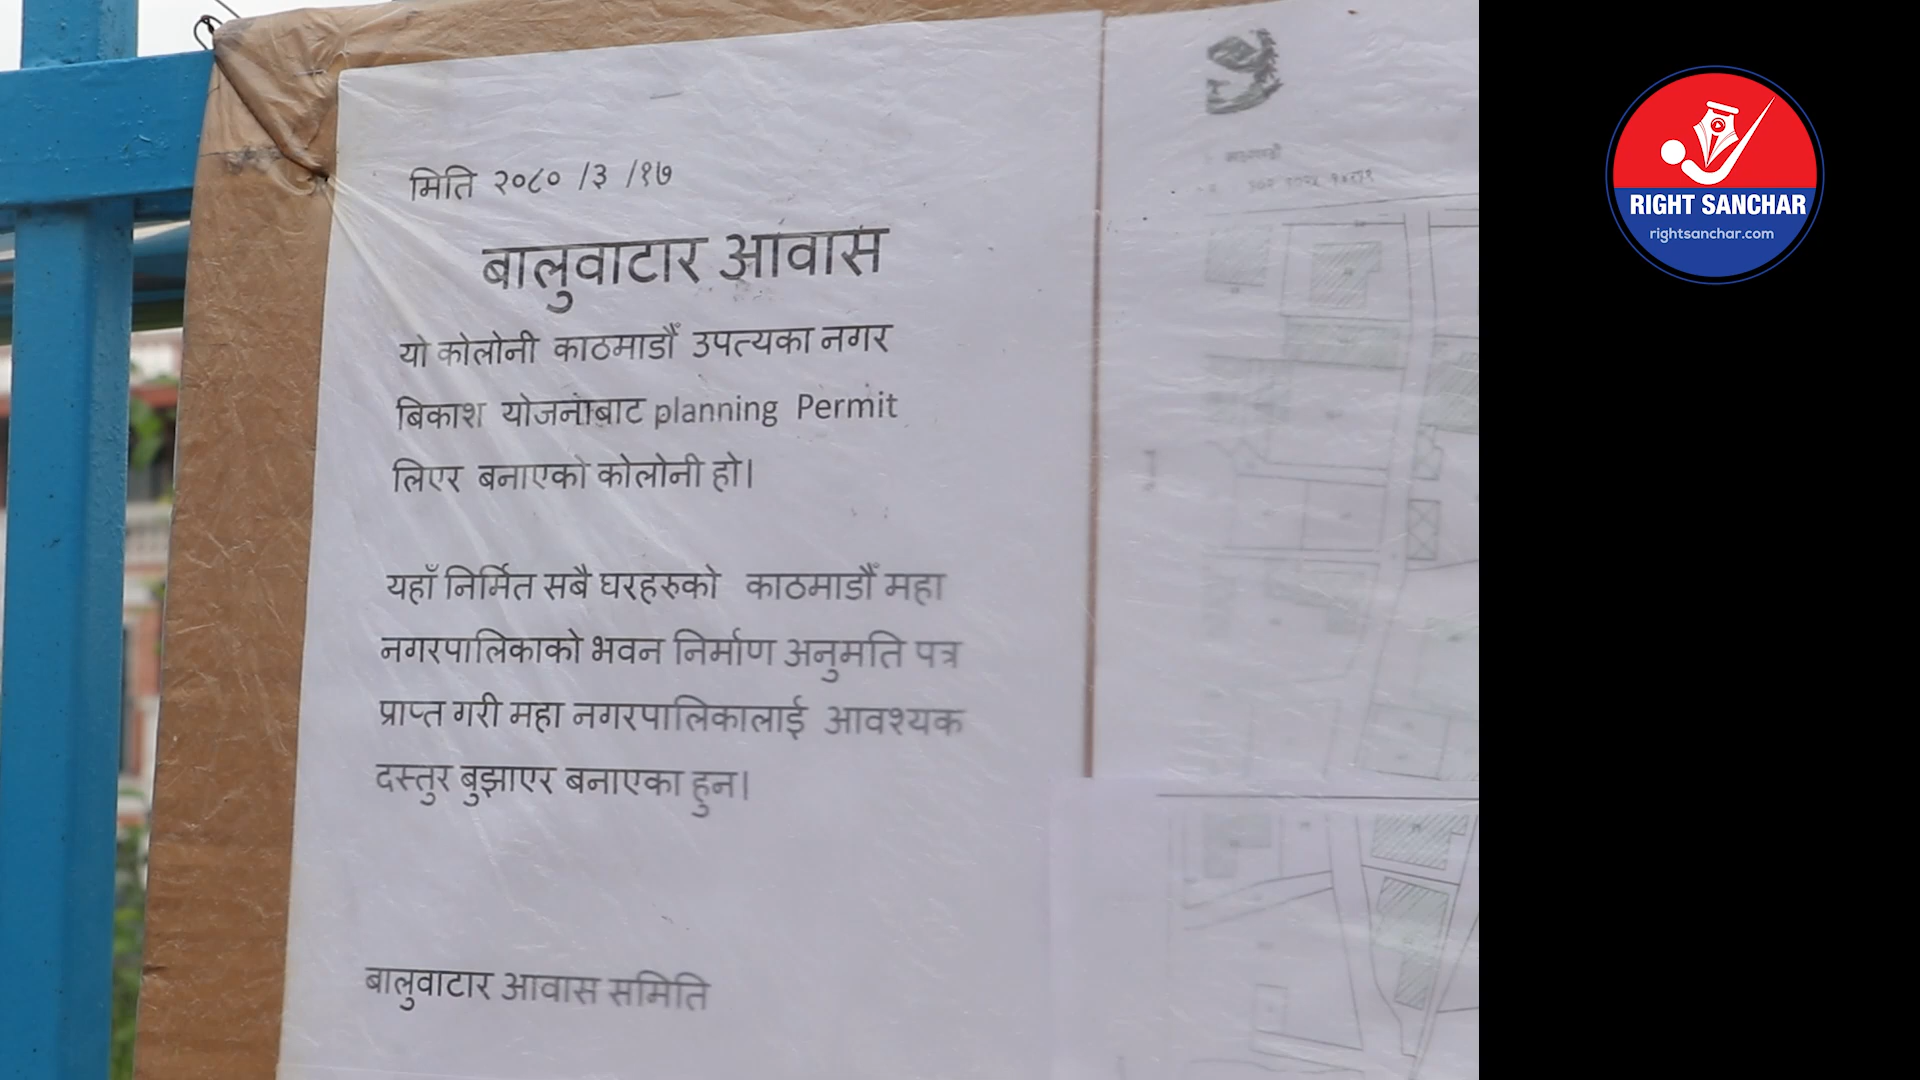 मिति २०८० /३ /१७
बालुवाटार आवास
यो कोलोनी काठमाडौँ उपत्यका नगर
बिकाश योजनाबाट planning Permit
लिएर बनाएको कोलोनी हो।
यहाँ निर्मित सबै घरहरुको काठमाडौँ महा
नगरपालिकाको भवन निर्माण अनुमति पत्र
प्राप्त गरी महा नगरपालिकालाई आवश्यक
दस्तुर बुझाएर बनाएका हुन।
बालुवाटार आवास समिति
RIGHT SANCHAR
rightsanchar.com